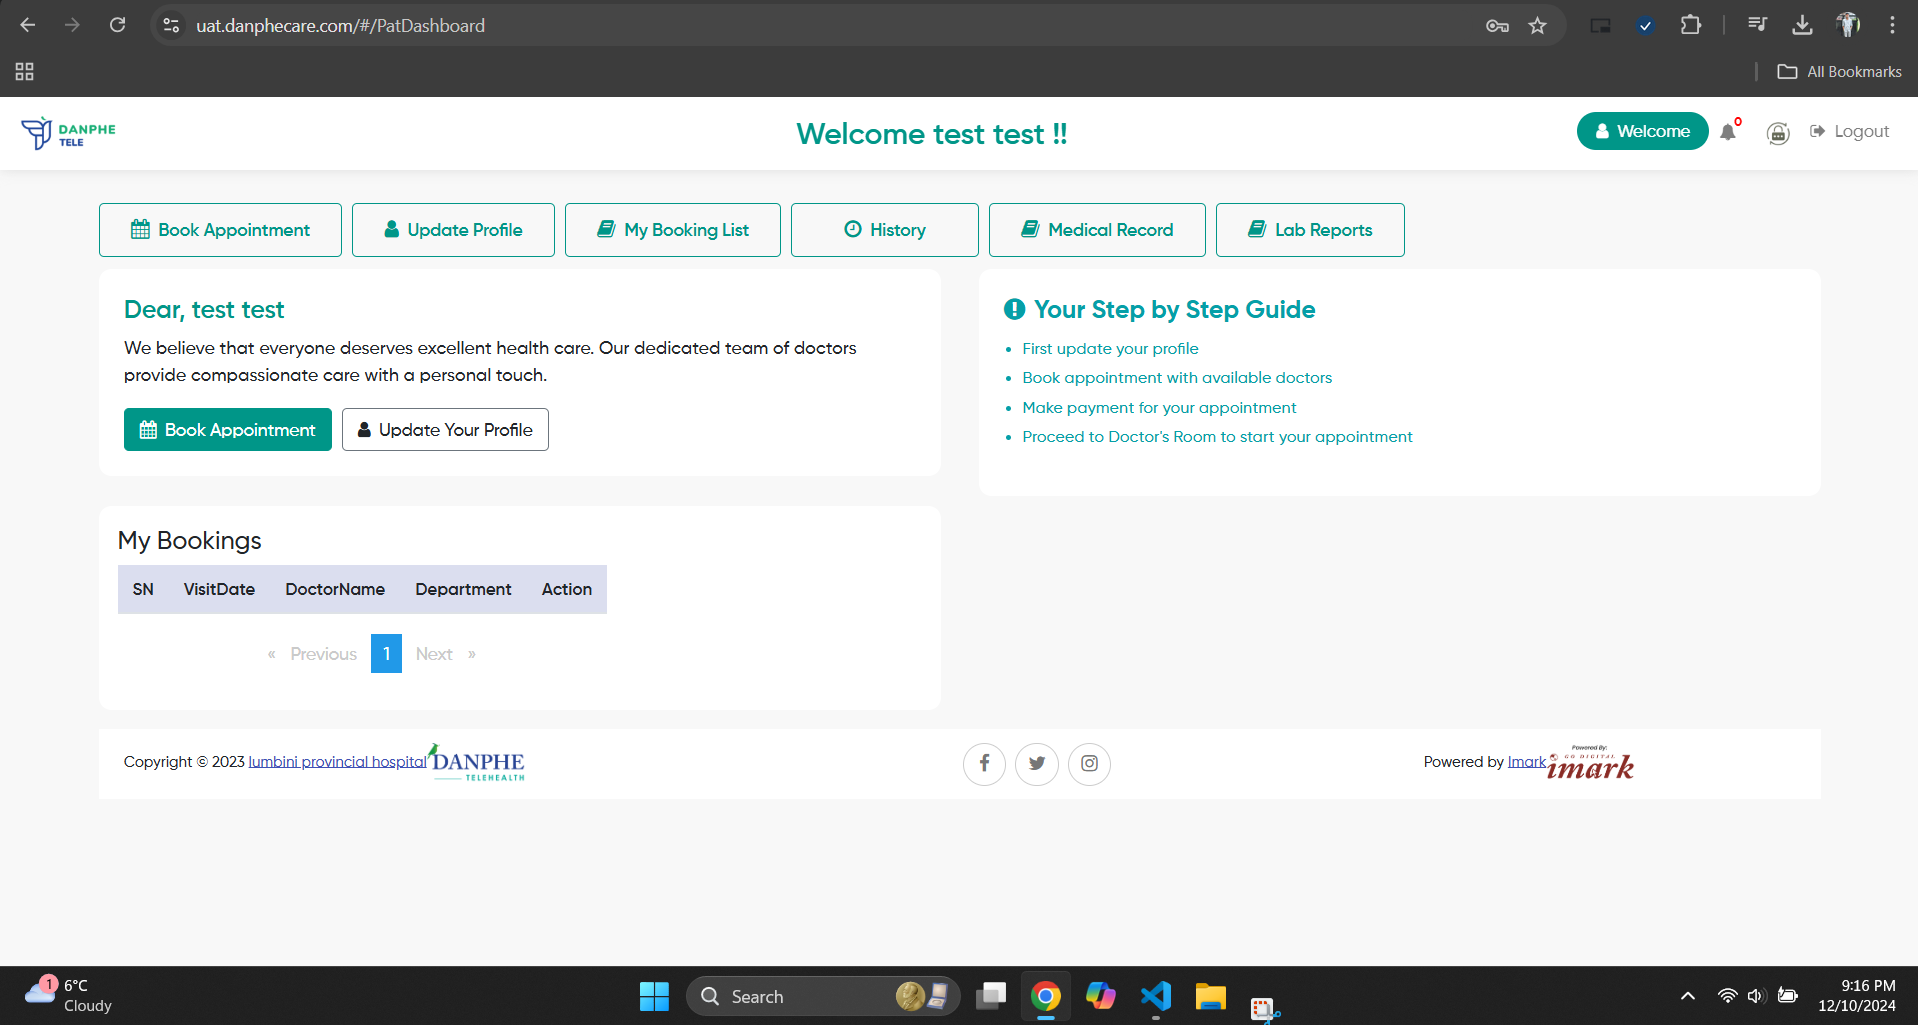 uat.danphecare.com/#/PatDashboard
All Bookmarks
DANPHE
TELE
Welcome test test !!
Welcome
0
Logout
Book Appointment
Update Profile
My Booking List
History
Medical Record
Lab Reports
Dear, test test
We believe that everyone deserves excellent health care. Our dedicated team of doctors
provide compassionate care with a personal touch.
Book Appointment
Update Your Profile
Your Step by Step Guide
First update your profile
Book appointment with available doctors
Make payment for your appointment
Proceed to Doctor's Room to start your appointment
My Bookings
SN VisitDate DoctorName Department Action
« Previous 1 Next »
Copyright © 2023 lumbini provincial hospital
DANPHE
TELEHEALTH
Powered by Imark
Powered By:
GO DIGITAL
imark
1
6°C
Cloudy
Search
9:16 PM
12/10/2024